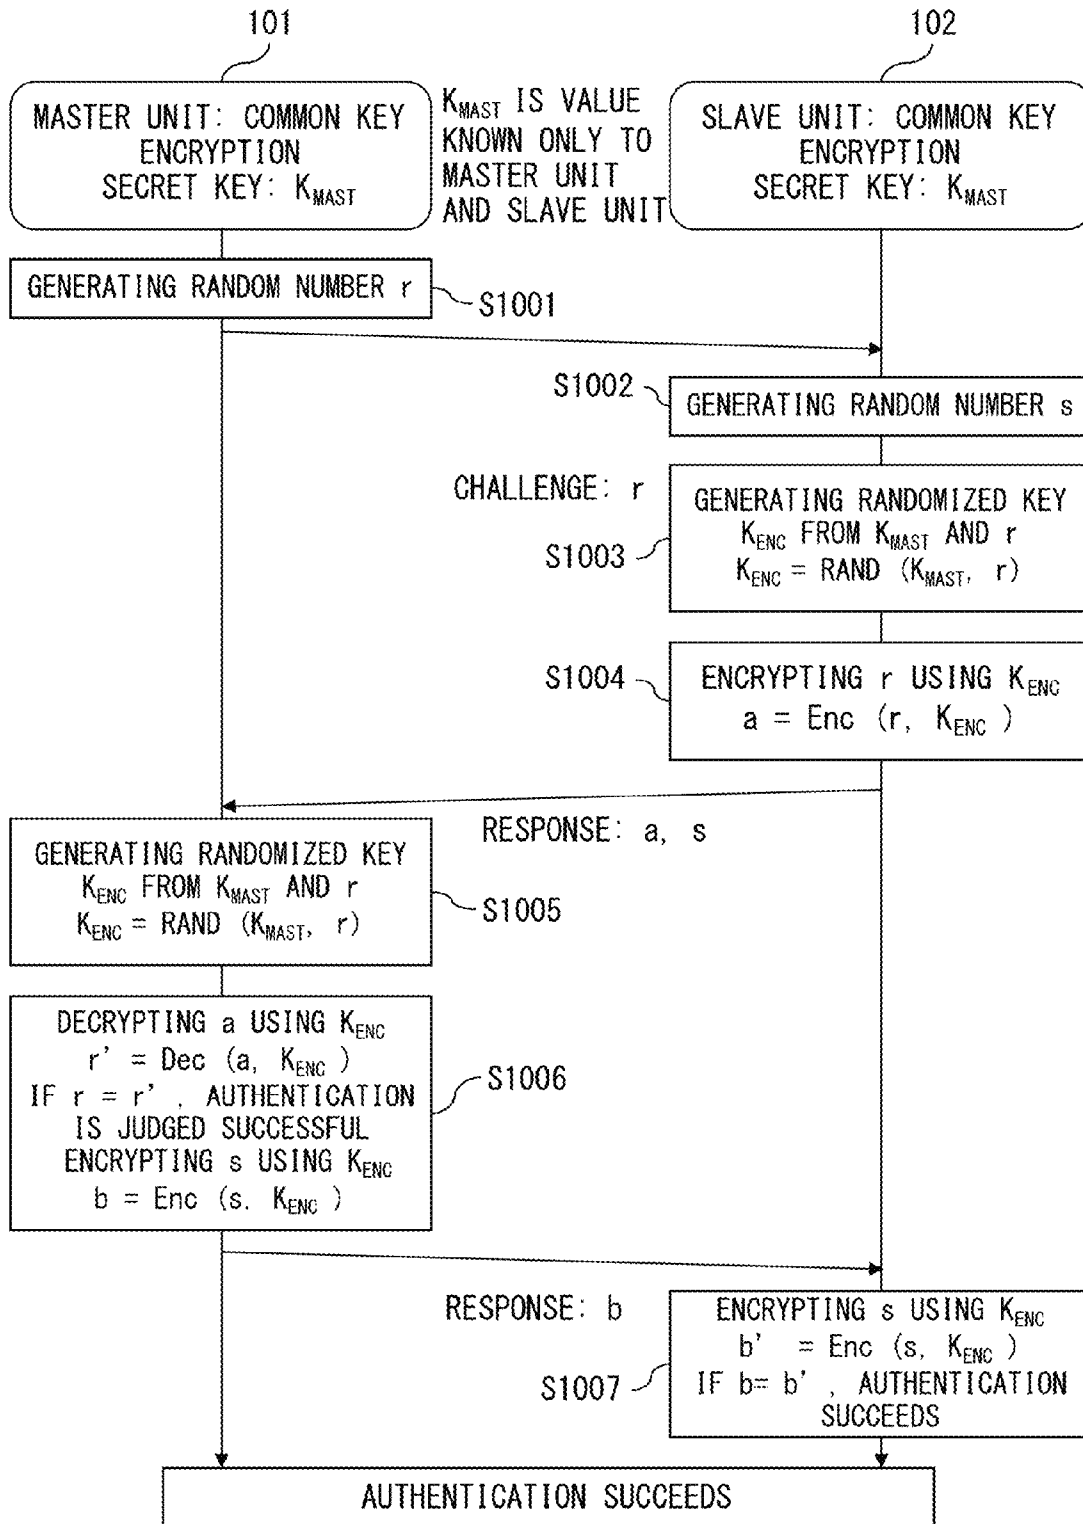 101
102
MASTER UNIT: COMMON KEY
ENCRYPTION
SECRET KEY: KMAST
KMAST IS VALUE
KNOWN ONLY TO
MASTER UNIT
AND SLAVE UNIT
SLAVE UNIT: COMMON KEY
ENCRYPTION
SECRET KEY: KMAST
GENERATING RANDOM NUMBER r
S1001
S1002
GENERATING RANDOM NUMBER s
CHALLENGE: r
GENERATING RANDOMIZED KEY
KENC FROM KMAST AND r
KENC = RAND (KMAST, r)
S1003
S1004
ENCRYPTING r USING KENC
a = Enc (r, KENC )
RESPONSE: a, s
GENERATING RANDOMIZED KEY
KENC FROM KMAST AND r
KENC = RAND (KMAST, r)
S1005
DECRYPTING a USING KENC
r' = Dec (a, KENC )
IF r = r' , AUTHENTICATION
IS JUDGED SUCCESSFUL
ENCRYPTING s USING KENC
b = Enc (s, KENC )
S1006
RESPONSE: b
ENCRYPTING s USING KENC
b' = Enc (s, KENC )
IF b= b' , AUTHENTICATION
SUCCEEDS
S1007
AUTHENTICATION SUCCEEDS